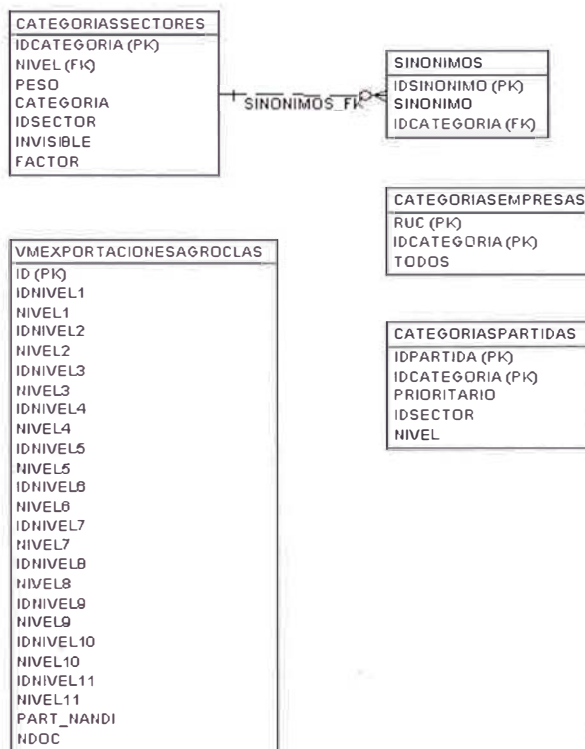 CATEGORIASSECTORES
IDCATEGORIA (PK)
NIVEL (FK)
PESO
CATEGORIA
IDSECTOR
INVISIBLE
FACTOR
SINONIMOS_FK
SINONIMOS
IDSINONIMO (PK)
SINONIMO
IDCATEGORIA (FK)
CATEGORIASEMPRESAS
RUC (PK)
IDCATEGORIA (PK)
TODOS
CATEGORIASPARTIDAS
IDPARTIDA (PK)
IDCATEGORIA (PK)
PRIORITARIO
IDSECTOR
NIVEL
VMEXPORTACIONESAGROCLAS
ID (PK)
IDNIVEL1
NIVEL1
IDNIVEL2
NIVEL2
IDNIVEL3
NIVEL3
IDNIVEL4
NIVEL4
IDNIVEL5
NIVEL5
IDNIVEL6
NIVEL6
IDNIVEL7
NIVEL7
IDNIVEL8
NIVEL8
IDNIVEL9
NIVEL9
IDNIVEL10
NIVEL10
IDNIVEL11
NIVEL11
PART_NANDI
NDOC